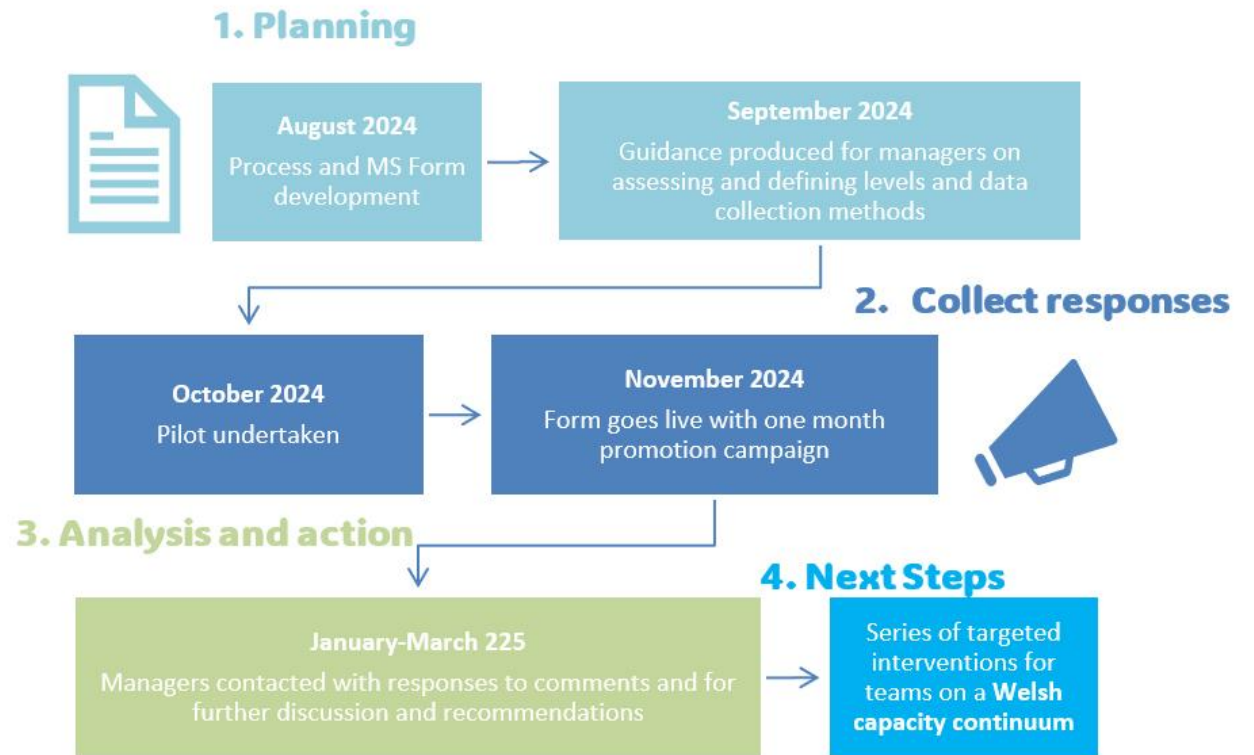 1. Planning
August 2024
Process and MS Form
development
September 2024
Guidance produced for managers on
assessing and defining levels and data
collection methods
2. Collect responses
October 2024
Pilot undertaken
November 2024
Form goes live with one month
promotion campaign
3. Analysis and action
January-March 225
Managers contacted with responses to comments and for
further discussion and recommendations
4. Next Steps
Series of targeted
interventions for
teams on a Welsh
capacity continuum